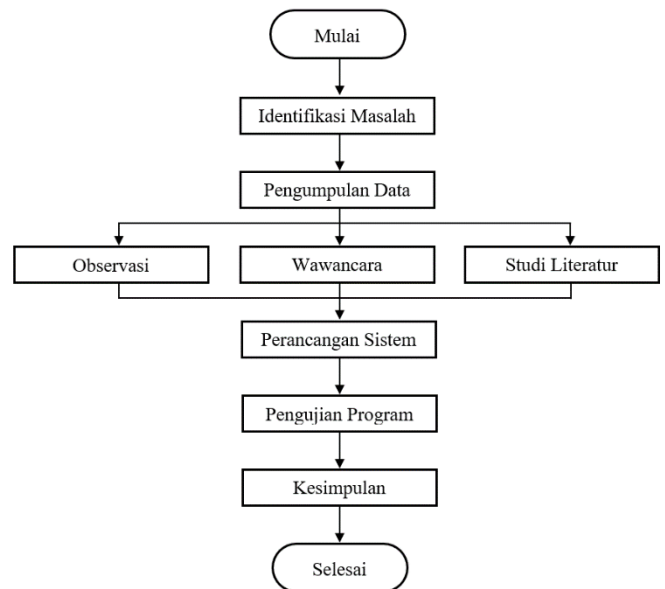 Mulai
Identifikasi Masalah
Pengumpulan Data
Observasi
Wawancara
Studi Literatur
Perancangan Sistem
Pengujian Program
Kesimpulan
Selesai